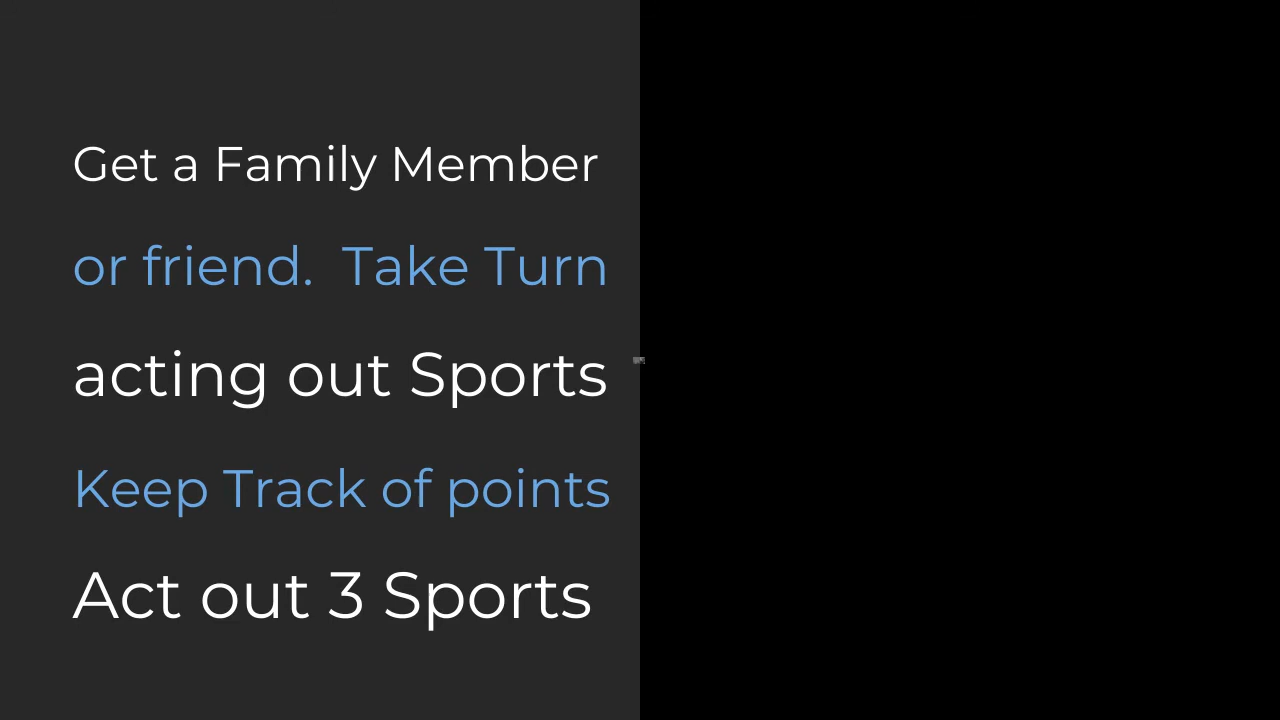 Get a Family Member
or friend.  Take Turn
acting out Sports
Keep Track of points
Act out 3 Sports